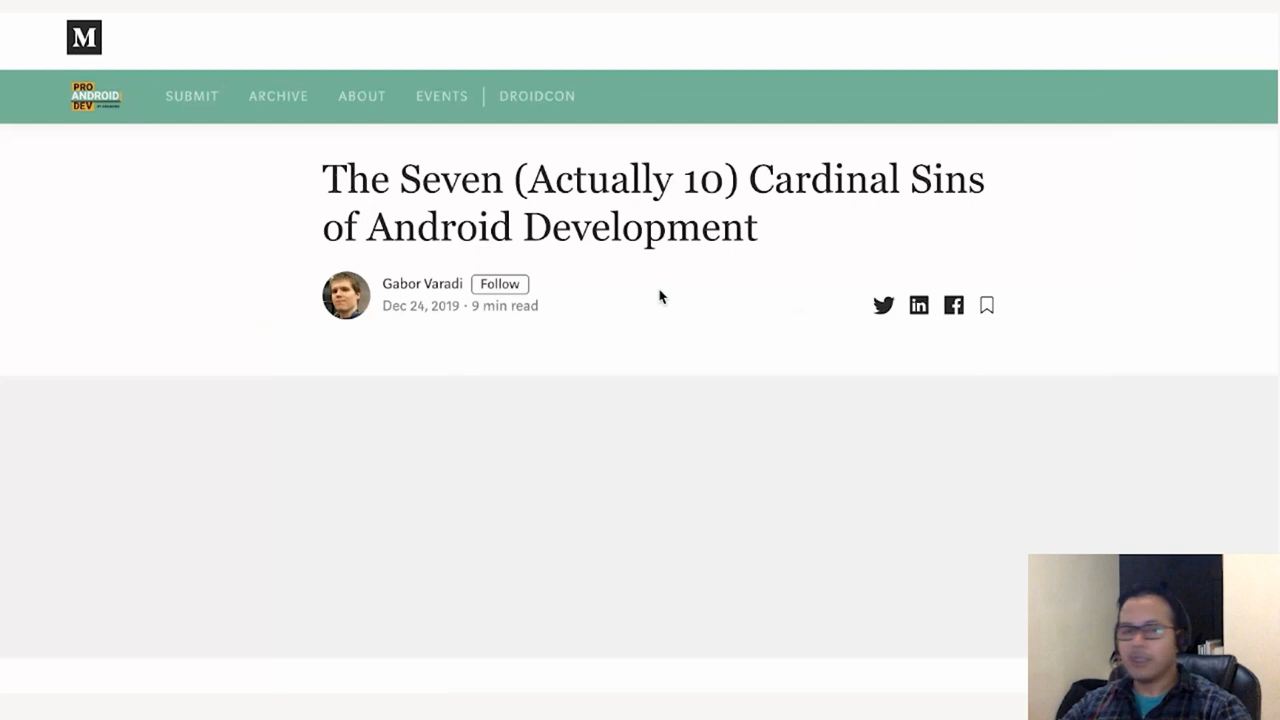 M
PRO
ANDROID
DEV
SUBMIT ARCHIVE ABOUT EVENTS DROIDCON
The Seven (Actually 10) Cardinal Sins
of Android Development
Gabor Varadi Follow
Dec 24, 2019 · 9 min read